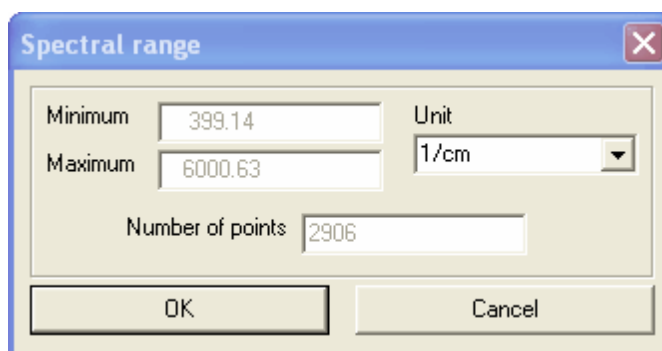 Spectral range
Minimum 399.14 Unit
Maximum 6000.63 1/cm
Number of points 2906
OK Cancel